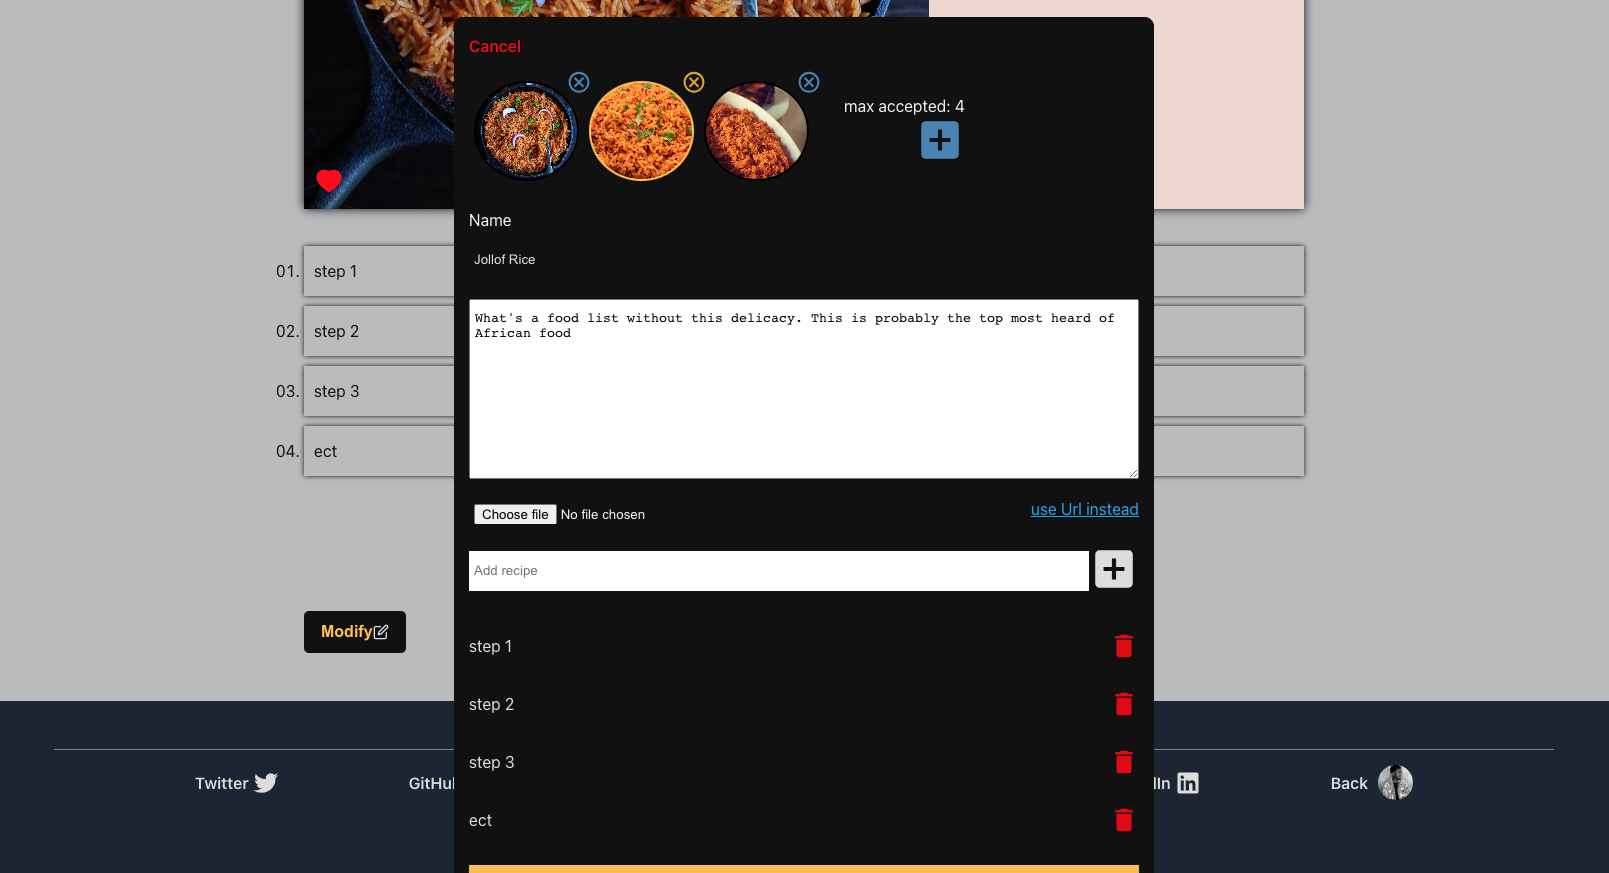 Cancel
max accepted: 4
Name
Jollof Rice
What's a food list without this delicacy. This is probably the top most heard of
African food
Choose file No file chosen
use Url instead
Add recipe
step 1
step 2
step 3
ect
01. step 1
02. step 2
03. step 3
04. ect
Modify
Twitter
GitHu
In
Back